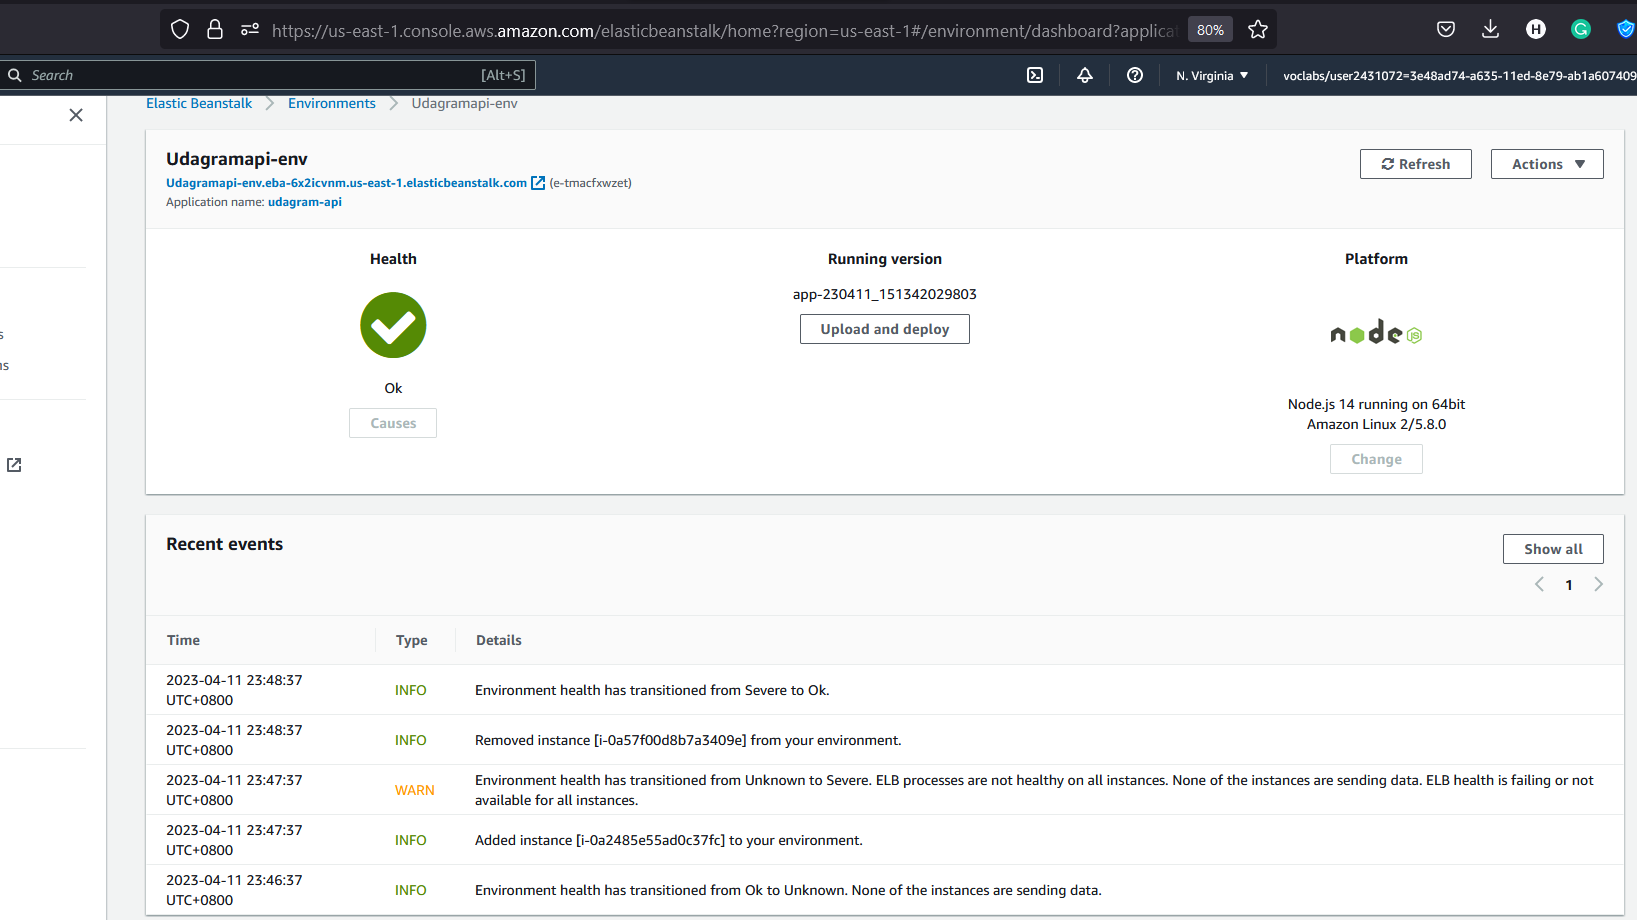 https://us-east-1.console.aws.amazon.com/elasticbeanstalk/home?region=us-east-1#/environment/dashboard?applicat
80%
H
G
Search
[Alt+S]
N. Virginia ▼
voclabs/user2431072=3e48ad74-a635-11ed-8e79-ab1a607409
Elastic Beanstalk > Environments > Udagramapi-env
Udagramapi-env
Refresh
Actions ▼
Udagramapi-env.eba-6x2icvnm.us-east-1.elasticbeanstalk.com (e-tmacfxwzet)
Application name: udagram-api
Health
Ok
Causes
Running version
app-230411_151342029803
Upload and deploy
Platform
node JS
Node.js 14 running on 64bit
Amazon Linux 2/5.8.0
Change
s
ns
Recent events
Show all
< 1 >
Time Type Details
2023-04-11 23:48:37
UTC+0800
INFO
Environment health has transitioned from Severe to Ok.
2023-04-11 23:48:37
UTC+0800
INFO
Removed instance [i-0a57f00d8b7a3409e] from your environment.
2023-04-11 23:47:37
UTC+0800
WARN
Environment health has transitioned from Unknown to Severe. ELB processes are not healthy on all instances. None of the instances are sending data. ELB health is failing or not
available for all instances.
2023-04-11 23:47:37
UTC+0800
INFO
Added instance [i-0a2485e55ad0c37fc] to your environment.
2023-04-11 23:46:37
UTC+0800
INFO
Environment health has transitioned from Ok to Unknown. None of the instances are sending data.